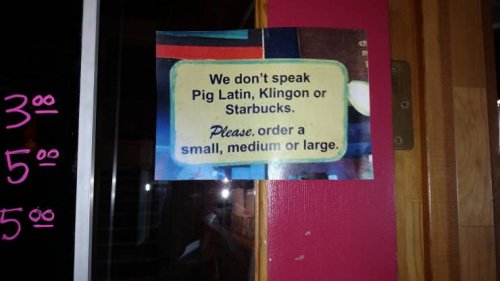 3.00
5.00
5.00
We don't speak
Pig Latin, Klingon or
Starbucks.
Please, order a
small, medium or large.